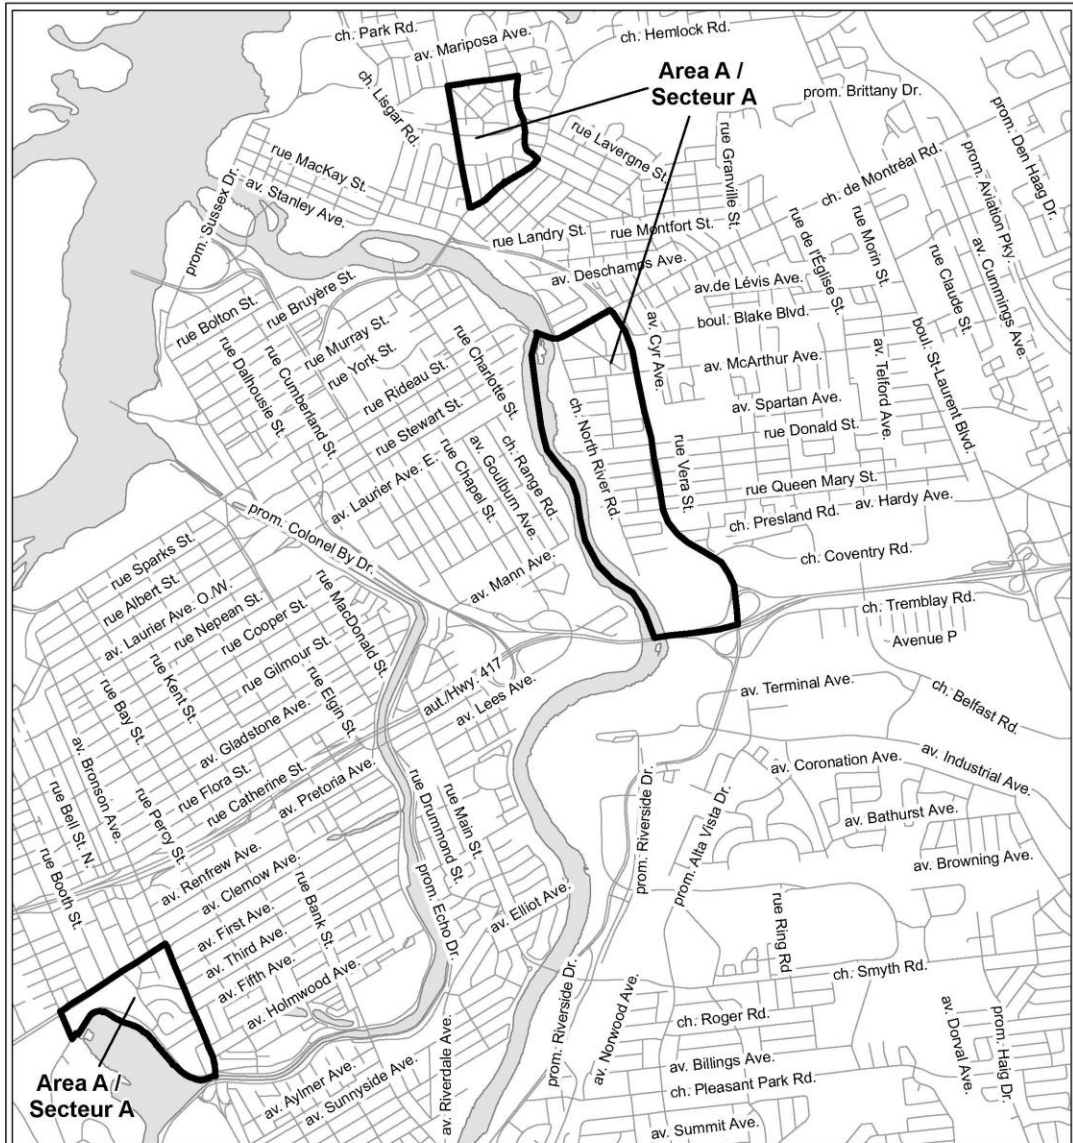 ch. Park Rd.
av. Mariposa Ave.
ch. Hemlock Rd.
Area A /
Secteur A
ch. Lisgar Rd.
prom. Brittany Dr.
prom. Den Haag Dr.
rue Lavergne St.
rue Granville St.
ch. de Montréal Rd.
prom. Aviation Pky.
rue MacKay St.
av. Stanley Ave.
prom. Sussex Dr.
rue Landry St.
rue Montfort St.
rue de l'Église St.
rue Morin St.
rue Claude St.
av. Cummings Ave.
av. Deschamps Ave.
av.de Lévis Ave.
boul. Blake Blvd.
boul. St-Laurent Blvd.
rue Bolton St.
rue Bruyère St.
rue Murray St.
rue York St.
rue Dalhousie St.
rue Cumberland St.
rue Rideau St.
rue Charlotte St.
rue Stewart St.
av. Cyr Ave.
av. McArthur Ave.
av. Telford Ave.
av. Spartan Ave.
rue Donald St.
ch. North River Rd.
ch. Range Rd.
av. Goulburn Ave.
rue Chapel St.
av. Laurier Ave. E.
rue Vera St.
rue Queen Mary St.
av. Hardy Ave.
ch. Presland Rd.
ch. Coventry Rd.
prom. Colonel By Dr.
av. Mann Ave.
rue Sparks St.
rue Albert St.
av. Laurier Ave. O./W.
rue Nepean St.
rue Cooper St.
rue MacDonald St.
ch. Tremblay Rd.
Avenue P
rue Gilmour St.
rue Kent St.
rue Bay St.
rue Elgin St.
aut./Hwy. 417
av. Lees Ave.
av. Terminal Ave.
ch. Belfast Rd.
av. Gladstone Ave.
av. Bronson Ave.
rue Flora St.
rue Catherine St.
av. Pretoria Ave.
av. Coronation Ave.
av. Industrial Ave.
rue Bell St. N.
rue Percy St.
rue Drummond St.
rue Main St.
prom. Riverside Dr.
prom. Alta Vista Dr.
av. Bathurst Ave.
av. Browning Ave.
rue Booth St.
av. Renfrew Ave.
av. Clemow Ave.
rue Bank St.
prom. Echo Dr.
av. Elliot Ave.
av. First Ave.
av. Third Ave.
av. Fifth Ave.
av. Holmwood Ave.
rue Ring Rd
ch. Smyth Rd.
prom. Riverside Dr.
av. Norwood Ave.
ch. Roger Rd.
av. Dorval Ave.
prom. Haig Dr.
Area A /
Secteur A
av. Aylmer Ave.
av. Sunnyside Ave.
av. Riverdale Ave.
av. Billings Ave.
ch. Pleasant Park Rd.
av. Summit Ave.